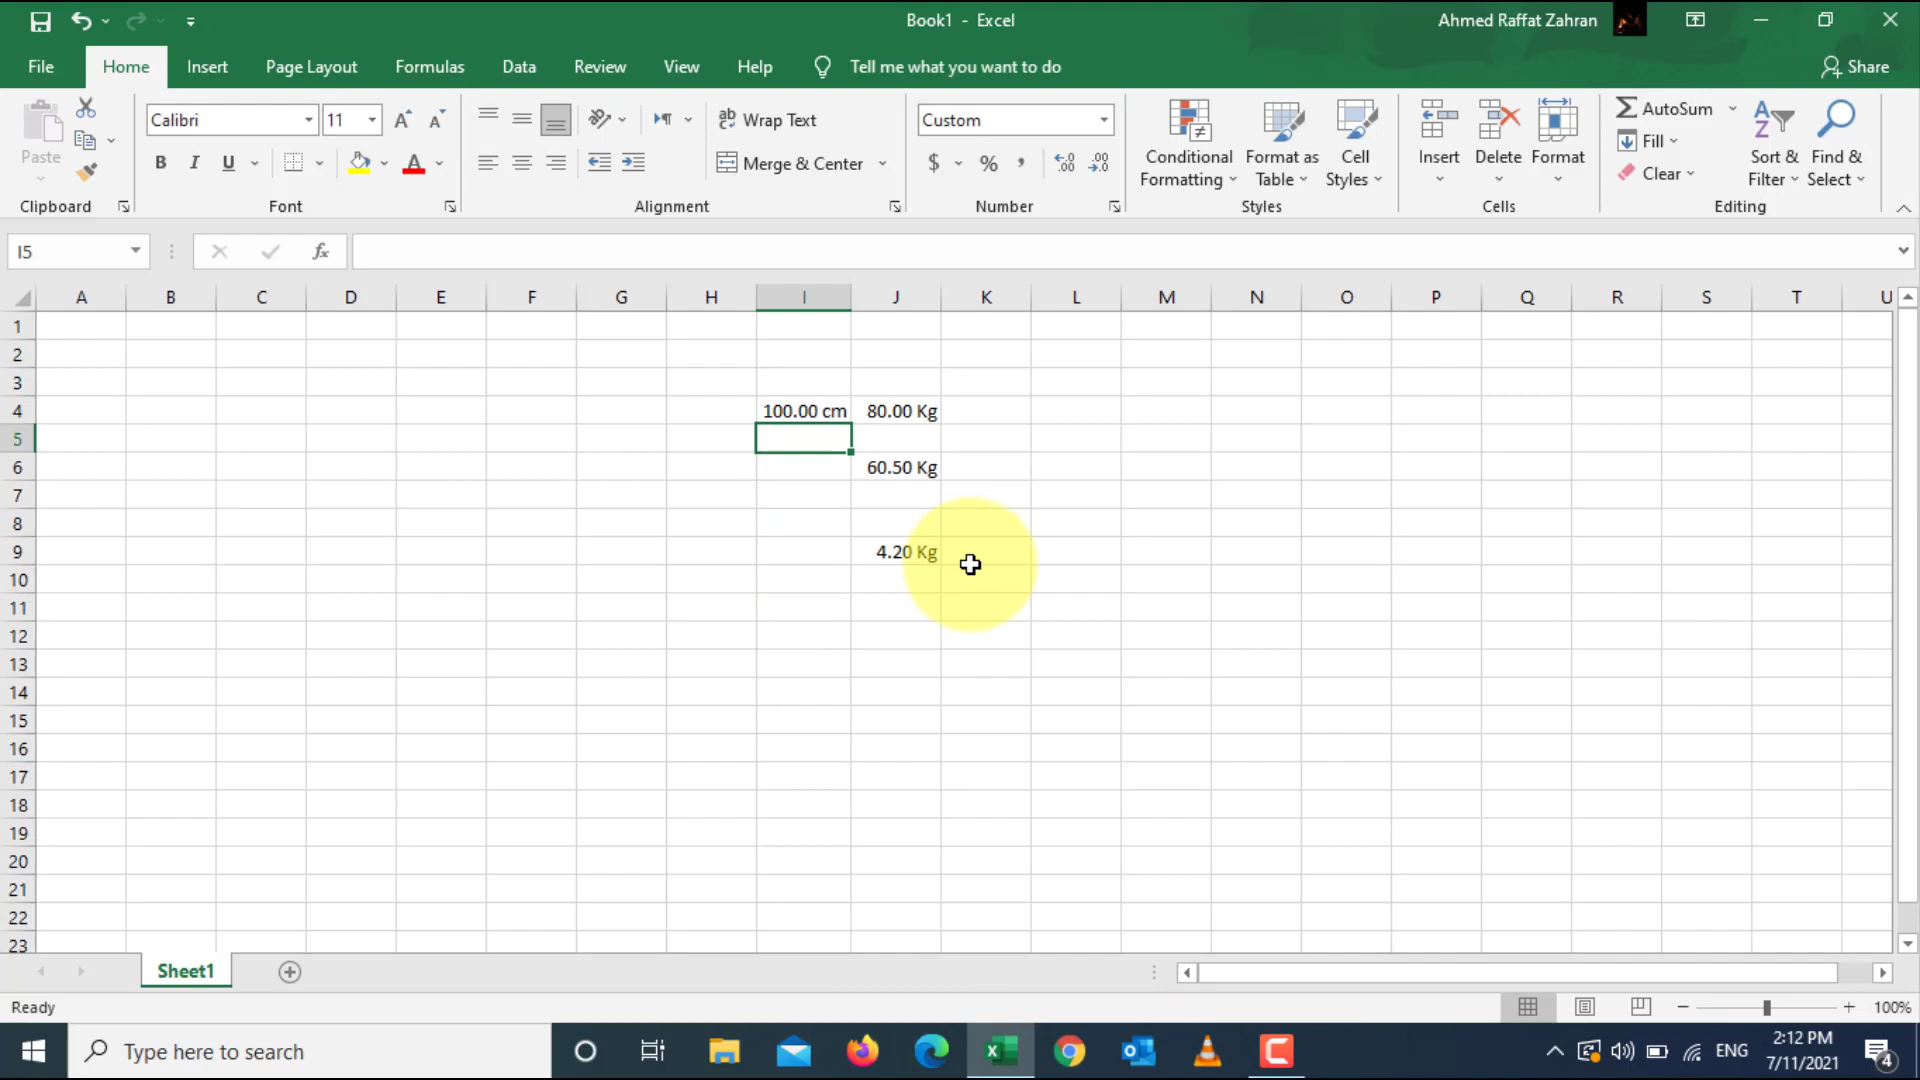 Book1 - Excel
Ahmed Raffat Zahran
File Home Insert Page Layout Formulas Data Review View Help Tell me what you want to do Share
Paste
Clipboard
Calibri 11
B I U A
Font
Wrap Text
Merge & Center
Alignment
Custom
$ % ,
Number
Conditional Formatting
Format as Table
Cell Styles
Styles
Insert Delete Format
Cells
AutoSum
Fill
Clear
Sort & Filter
Find & Select
Editing
I5 fx
A B C D E F G H I J K L M N O P Q R S T U
1
2
3
4 100.00 cm 80.00 Kg
5
6 60.50 Kg
7
8
9 4.20 Kg
10
11
12
13
14
15
16
17
18
19
20
21
22
23
Sheet1
Ready 100%
Type here to search
ENG
2:12 PM
7/11/2021
4